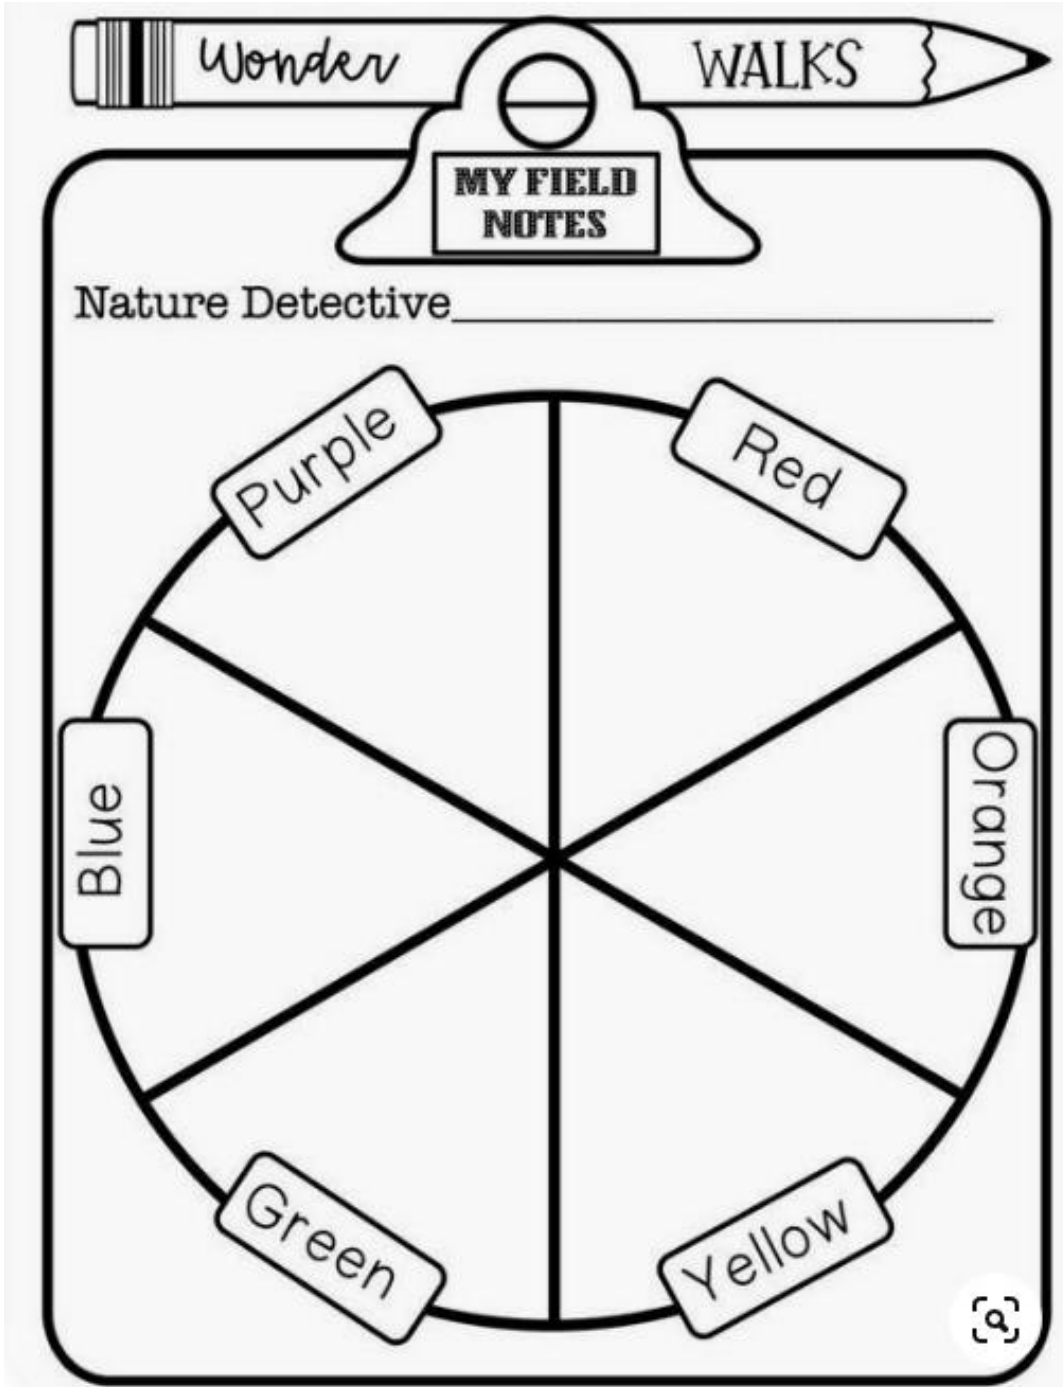 Wonder WALKS
MY FIELD
NOTES
Nature Detective
Purple
Red
Blue
Orange
Green
Yellow